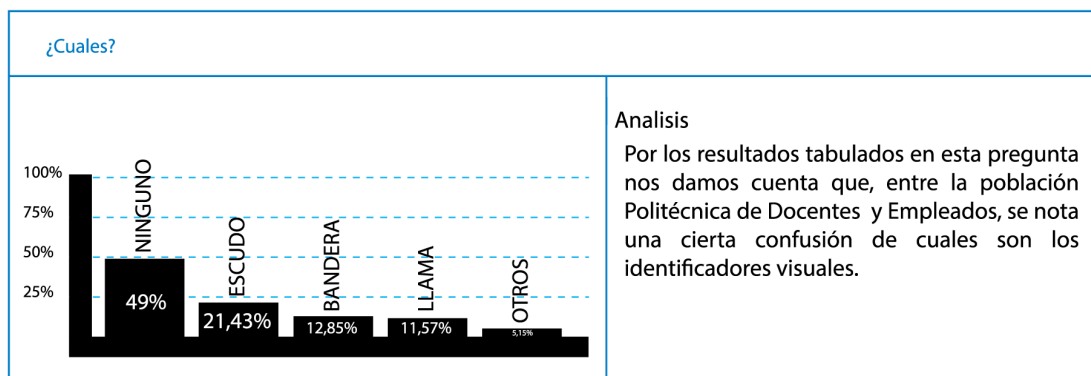 ¿Cuales?
100%
75%
50%
25%
NINGUNO
ESCUDO
BANDERA
LLAMA
OTROS
49%
21,43%
12,85%
11,57%
5,15%
Analisis
Por los resultados tabulados en esta pregunta
nos damos cuenta que, entre la población
Politécnica de Docentes y Empleados, se nota
una cierta confusión de cuales son los
identificadores visuales.